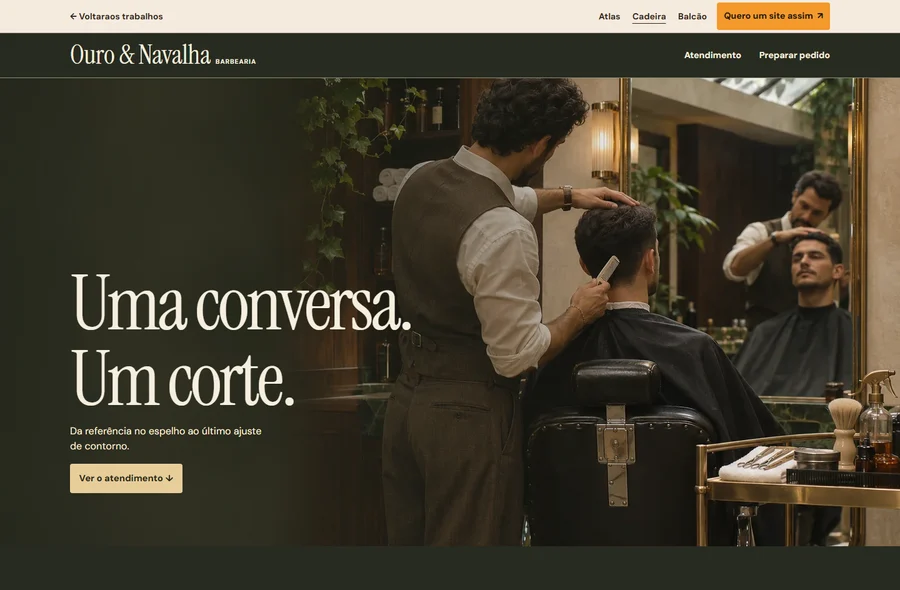 ← Voltaraos trabalhos
Atlas Cadeira Balcão Quero um site assim ↗
Ouro & Navalha BARBEARIA
Atendimento Preparar pedido
Uma conversa.
Um corte.
Da referência no espelho ao último ajuste
de contorno.
Ver o atendimento ↓